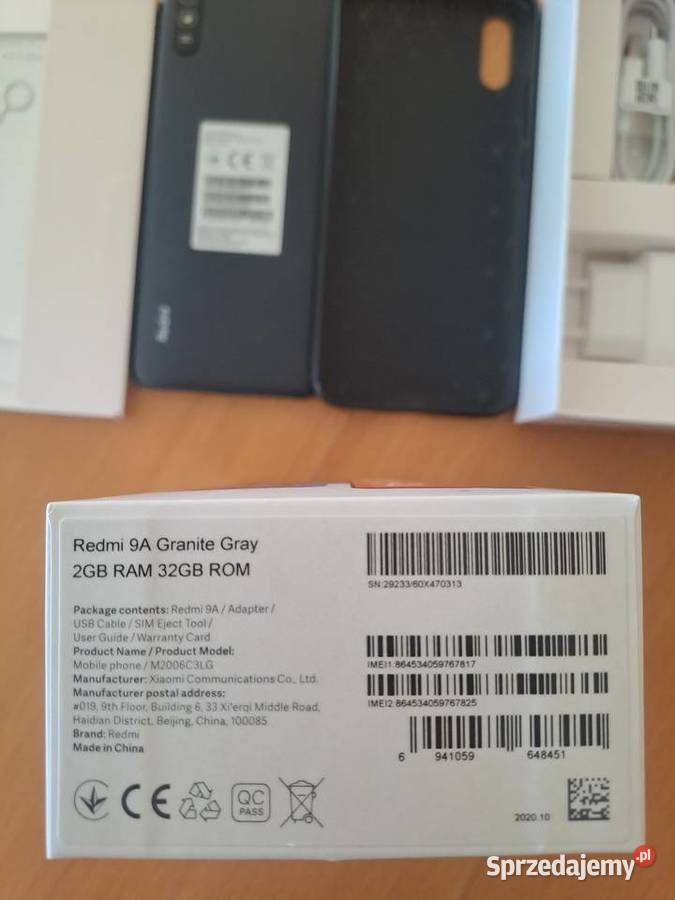 Redmi
Redmi 9A Granite Gray
2GB RAM 32GB ROM
Package contents: Redmi 9A / Adapter /
USB Cable / SIM Eject Tool /
User Guide / Warranty Card
Product Name / Product Model:
Mobile phone / M2006C3LG
Manufacturer: Xiaomi Communications Co., Ltd.
Manufacturer postal address:
#019, 9th Floor, Building 6, 33 Xi'erqi Middle Road,
Haidian District, Beijing, China, 100085
Brand: Redmi
Made in China
CE
QC
PASS
SN:29233/60X470313
IMEI1:864534059767817
IMEI2:864534059767825
6 941059 648451
2020.10
Sprzedajemy.pl